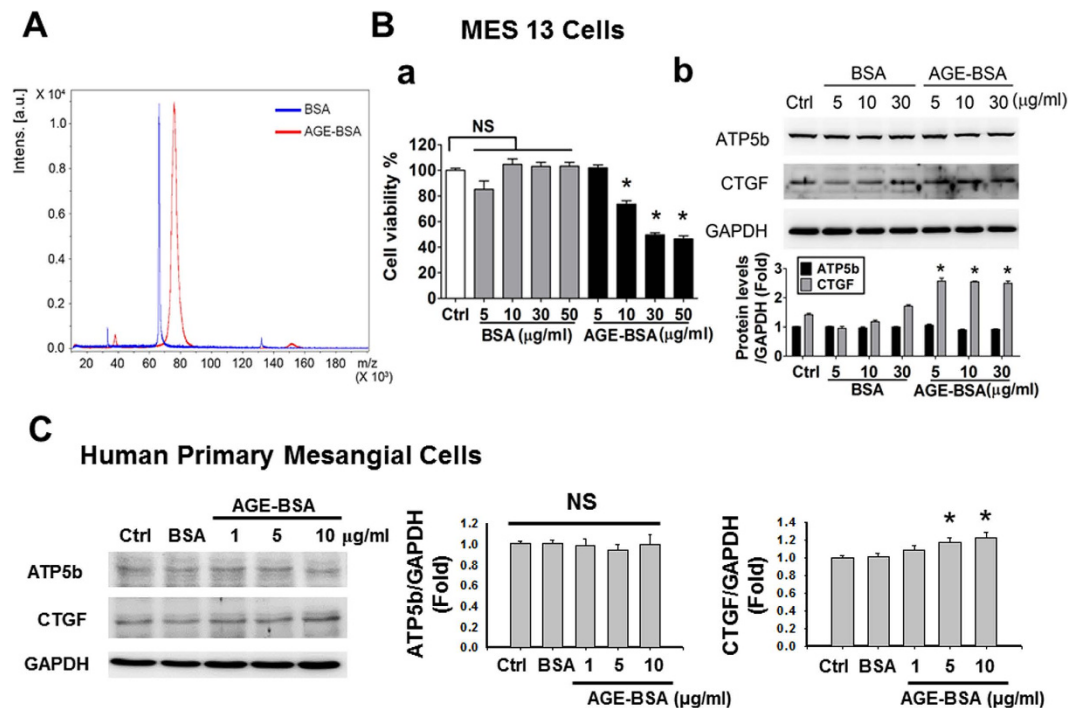 A
X 10⁴
Intens. [a.u.]
BSA
AGE-BSA
1.0
0.8
0.6
0.4
0.2
0.0
20 40 60 80 100 120 140 160 180 200
m/z
(X 10³)
B MES 13 Cells
a
NS
Cell viability %
120
100
80
60
40
20
0
* * *
Ctrl 5 10 30 50 5 10 30 50
BSA (μg/ml) AGE-BSA(μg/ml)
b
BSA AGE-BSA
Ctrl 5 10 30 5 10 30 (μg/ml)
ATP5b
CTGF
GAPDH
Protein levels
/GAPDH (Fold)
3
2
1
0
ATP5b
CTGF
* * *
Ctrl 5 10 30 5 10 30
BSA AGE-BSA(μg/ml)
C
Human Primary Mesangial Cells
AGE-BSA
Ctrl BSA 1 5 10 μg/ml
ATP5b
CTGF
GAPDH
NS
ATP5b/GAPDH
(Fold)
1.2
1.0
0.8
0.6
0.4
0.2
0.0
Ctrl BSA 1 5 10
AGE-BSA (μg/ml)
CTGF/GAPDH
(Fold)
1.4
1.2
1.0
0.8
0.6
0.4
0.2
0.0
* *
Ctrl BSA 1 5 10
AGE-BSA (μg/ml)